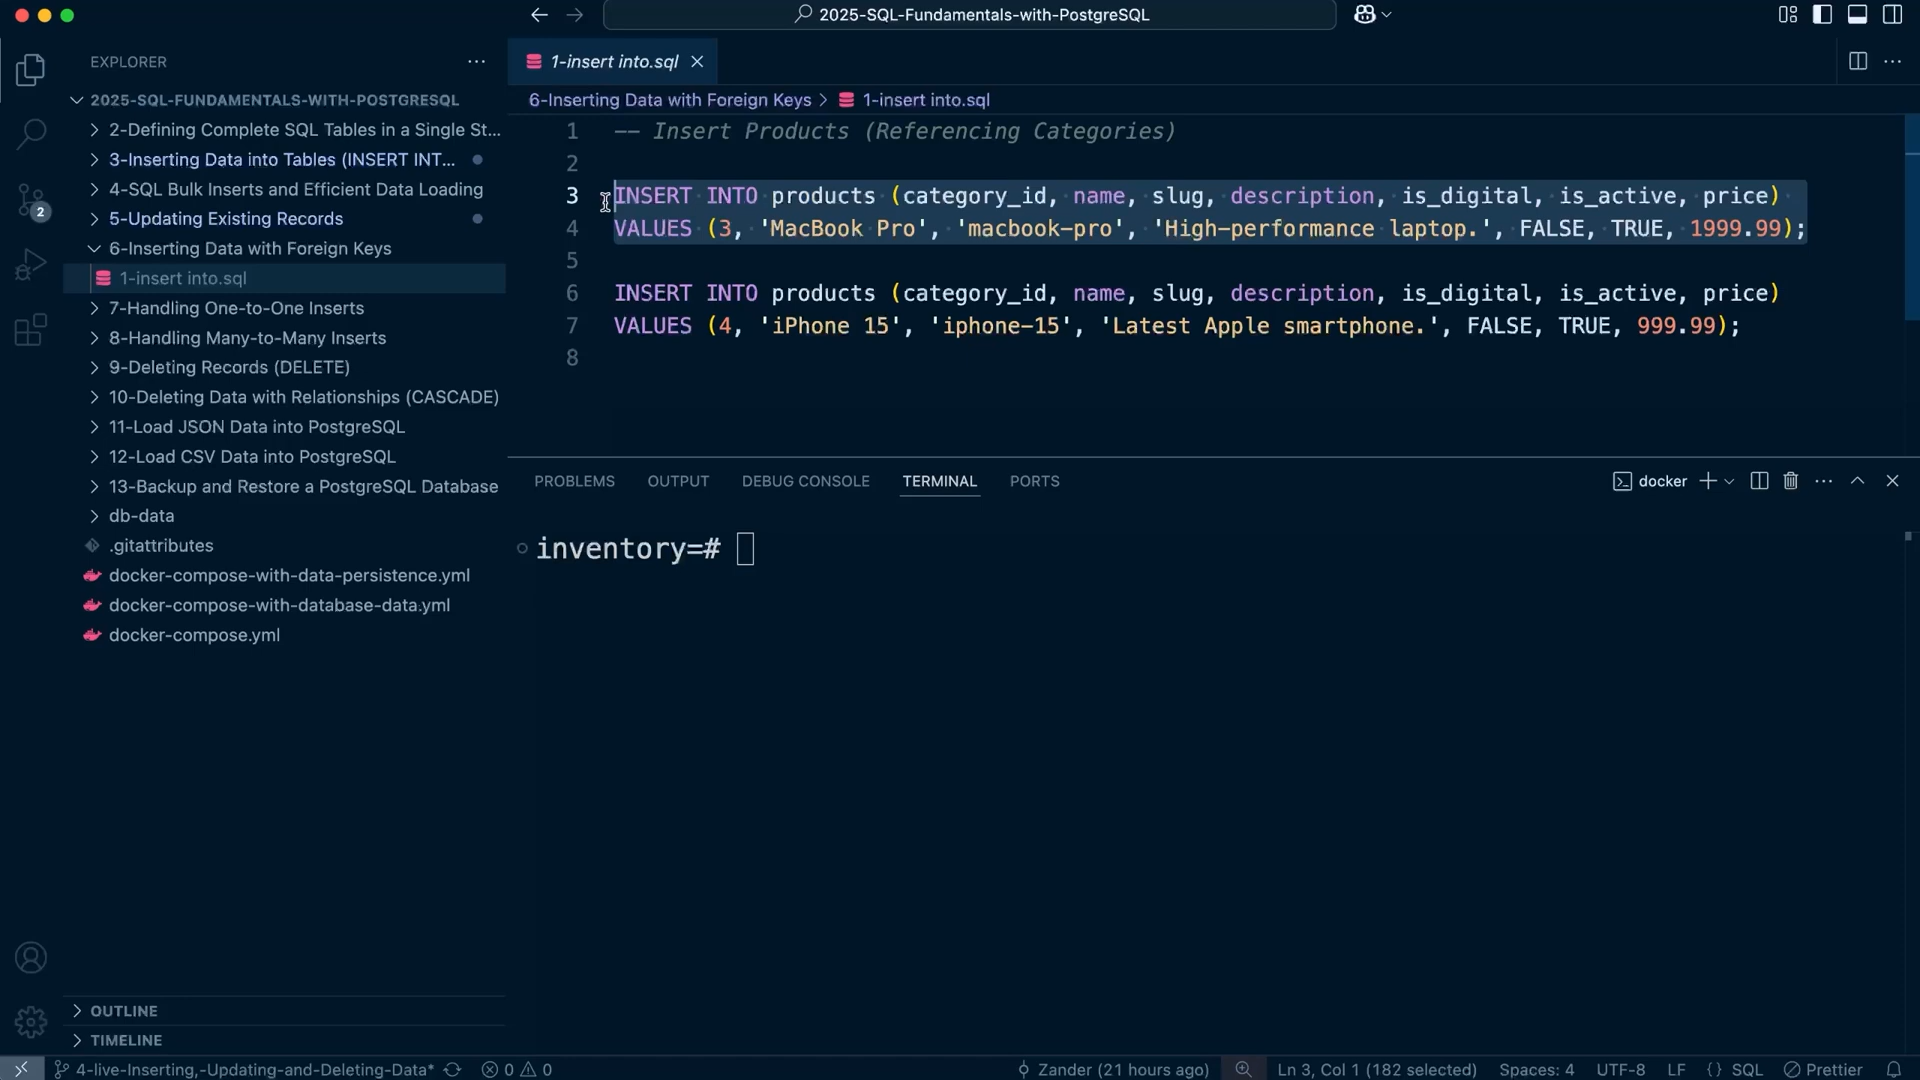 2025-SQL-Fundamentals-with-PostgreSQL
EXPLORER
2025-SQL-FUNDAMENTALS-WITH-POSTGRESQL
2-Defining Complete SQL Tables in a Single St...
3-Inserting Data into Tables (INSERT INT...
4-SQL Bulk Inserts and Efficient Data Loading
5-Updating Existing Records
6-Inserting Data with Foreign Keys
1-insert into.sql
7-Handling One-to-One Inserts
8-Handling Many-to-Many Inserts
9-Deleting Records (DELETE)
10-Deleting Data with Relationships (CASCADE)
11-Load JSON Data into PostgreSQL
12-Load CSV Data into PostgreSQL
13-Backup and Restore a PostgreSQL Database
db-data
.gitattributes
docker-compose-with-data-persistence.yml
docker-compose-with-database-data.yml
docker-compose.yml
OUTLINE
TIMELINE
2
1-insert into.sql
6-Inserting Data with Foreign Keys > 1-insert into.sql
1 -- Insert Products (Referencing Categories)
2
3 INSERT INTO products (category_id, name, slug, description, is_digital, is_active, price)
4 VALUES (3, 'MacBook Pro', 'macbook-pro', 'High-performance laptop.', FALSE, TRUE, 1999.99);
5
6 INSERT INTO products (category_id, name, slug, description, is_digital, is_active, price)
7 VALUES (4, 'iPhone 15', 'iphone-15', 'Latest Apple smartphone.', FALSE, TRUE, 999.99);
8
PROBLEMS OUTPUT DEBUG CONSOLE TERMINAL PORTS docker
inventory=#
4-live-Inserting,-Updating-and-Deleting-Data* 0 0 Zander (21 hours ago) Ln 3, Col 1 (182 selected) Spaces: 4 UTF-8 LF {} SQL Prettier